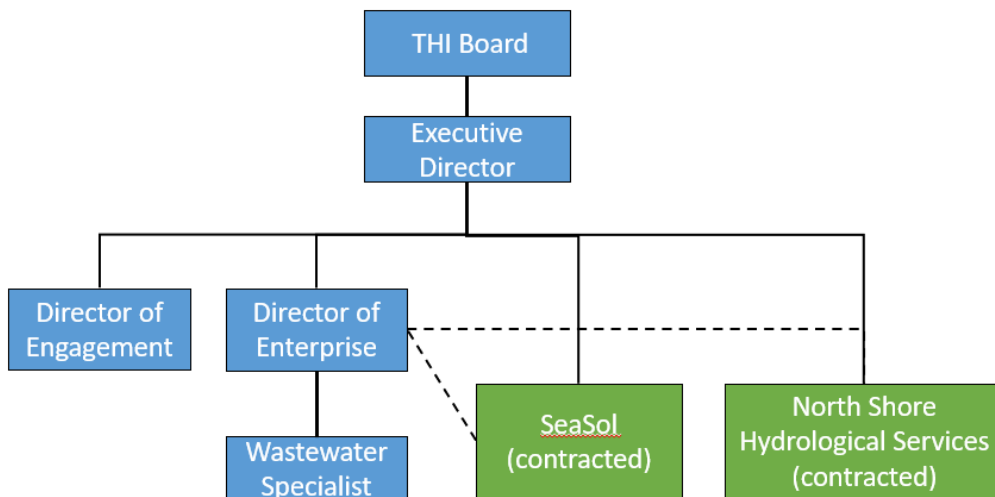 THI Board
Executive
Director
Director of
Engagement
Director of
Enterprise
Wastewater
Specialist
SeaSol
(contracted)
North Shore
Hydrological Services
(contracted)